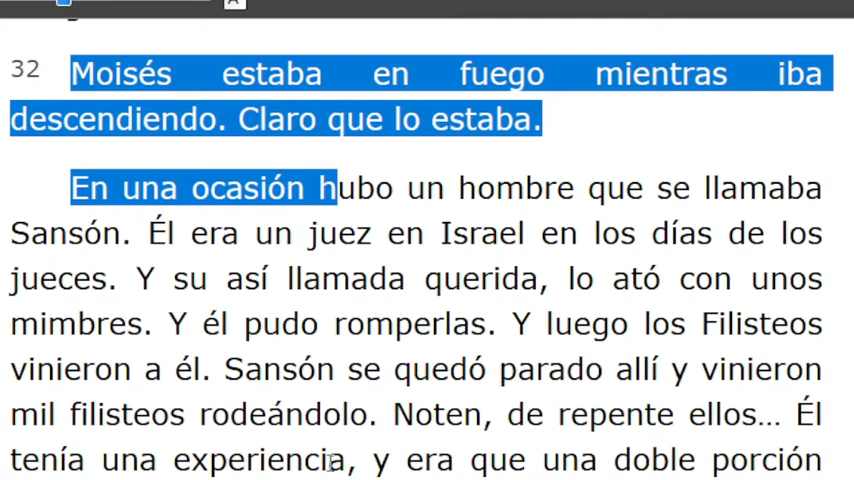 32 Moisés estaba en fuego mientras iba
descendiendo. Claro que lo estaba.
En una ocasión hubo un hombre que se llamaba
Sansón. Él era un juez en Israel en los días de los
jueces. Y su así llamada querida, lo ató con unos
mimbres. Y él pudo romperlas. Y luego los Filisteos
vinieron a él. Sansón se quedó parado allí y vinieron
mil filisteos rodeándolo. Noten, de repente ellos… Él
tenía una experiencia, y era que una doble porción